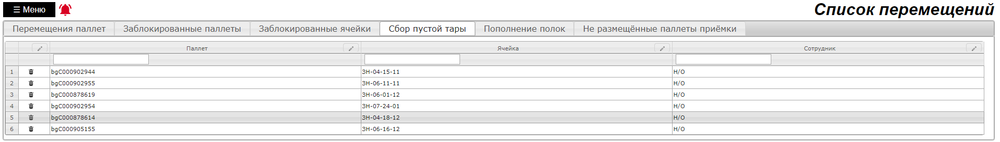 ☰ Меню
Список перемещений
Перемещения паллет Заблокированные паллеты Заблокированные ячейки Сбор пустой тары Пополнение полок Не размещённые паллеты приёмки
Паллет Ячейка Сотрудник
1 bgC000902944 ЗН-04-15-11 Н/О
2 bgC000902955 ЗН-06-11-11 Н/О
3 bgC000878619 ЗН-06-01-12 Н/О
4 bgC000902954 ЗН-07-24-01 Н/О
5 bgC000878614 ЗН-04-18-12 Н/О
6 bgC000905155 ЗН-06-16-12 Н/О